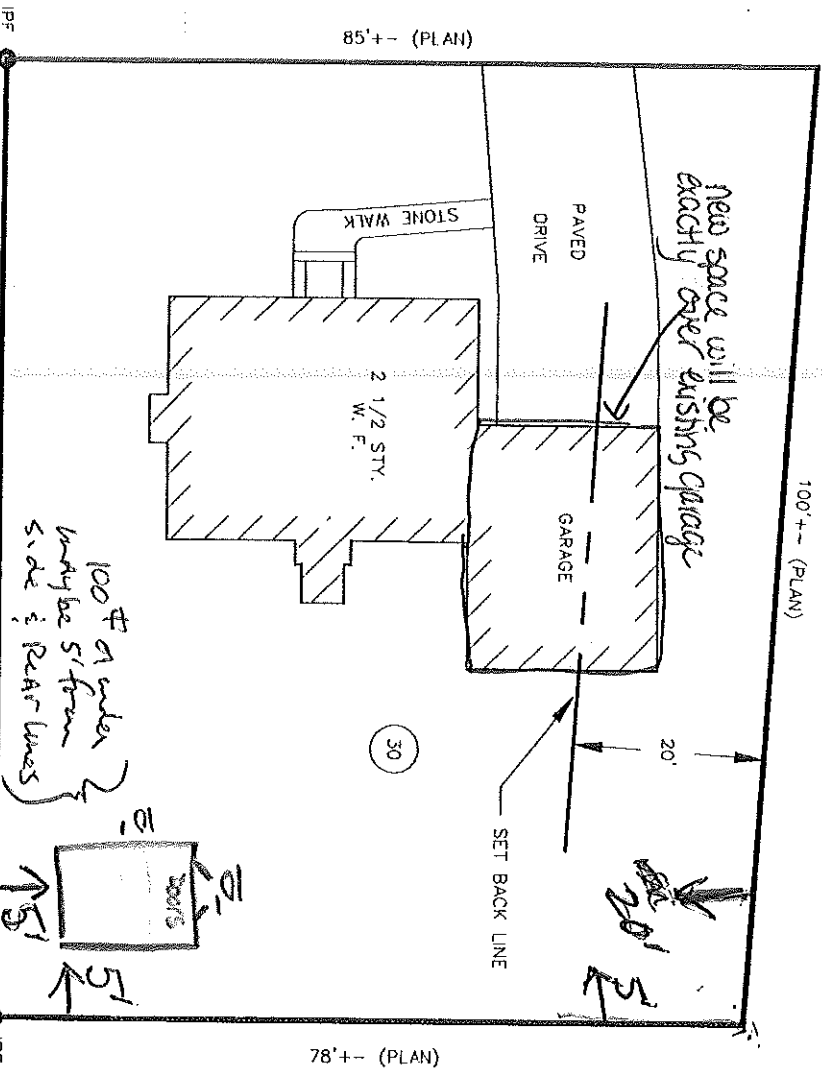 85'+- (PLAN)
IPF
100'+- (PLAN)
new space will be
exactly over existing garage
PAVED
DRIVE
STONE WALK
2 1/2 STY.
W. F.
GARAGE
20'
SET BACK LINE
30
20'
5'
100 under
maybe 5' from
side & Rear lines
10'
10'
Doors
5'
5'
78'+- (PLAN)